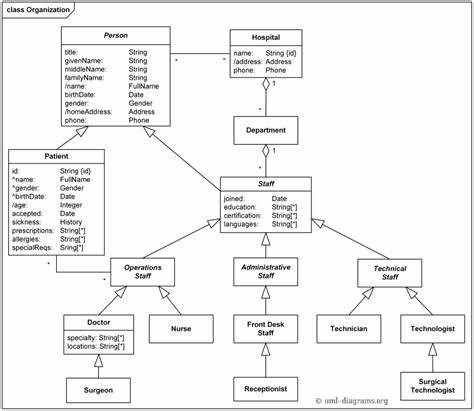 class Organization
Person
title: String
givenName: String
middleName: String
familyName: String
/name: FullName
birthDate: Date
gender: Gender
/homeAddress: Address
phone: Phone
*
*
Hospital
name: String {id}
/address: Address
phone: Phone
1
*
Department
1
*
Patient
id: String {id}
^name: FullName
^gender: Gender
^birthDate: Date
/age: Integer
accepted: Date
sickness: History
prescriptions: String[*]
allergies: String[*]
specialReqs: Sring[*]
*
*
Staff
joined: Date
education: String[*]
certification: String[*]
languages: String[*]
Operations
Staff
Administrative
Staff
Technical
Staff
Doctor
specialty: String[*]
locations: String[*]
Nurse
Front Desk
Staff
Technician
Technologist
Surgeon
Receptionist
Surgical
Technologist
© uml-diagrams.org